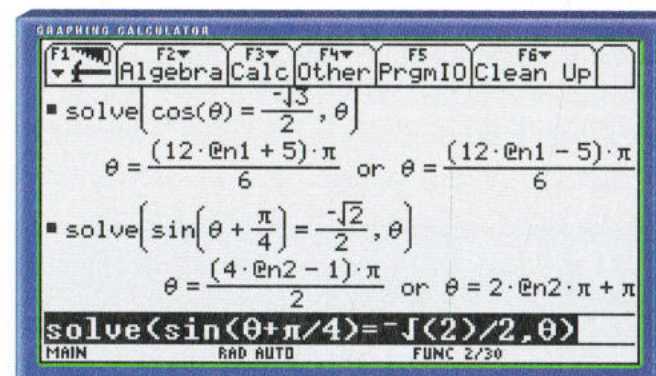 GRAPHING CALCULATOR
F1 F2 F3 F4 F5 F6
Algebra Calc Other PrgmIO Clean Up
▪ solve(cos(θ) = -√3/2, θ)
θ = (12·@n1 + 5)·π/6 or θ = (12·@n1 - 5)·π/6
▪ solve(sin(θ + π/4) = -√2/2, θ)
θ = (4·@n2 - 1)·π/2 or θ = 2·@n2·π + π
solve(sin(θ+π/4)=⁻√(2)/2,θ)
MAIN RAD AUTO FUNC 2/30